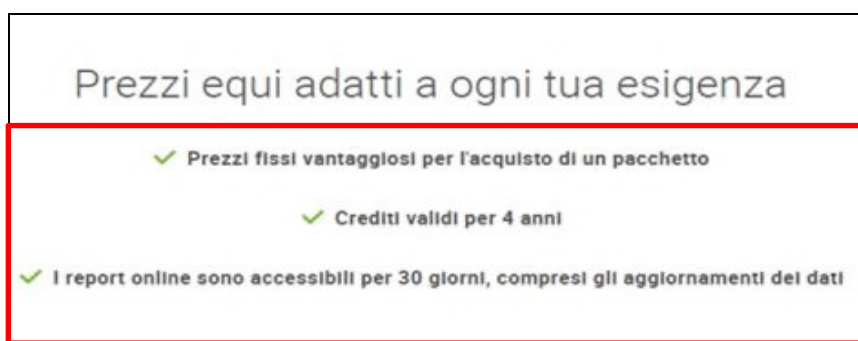 Prezzi equi adatti a ogni tua esigenza
Prezzi fissi vantaggiosi per l'acquisto di un pacchetto
Crediti validi per 4 anni
I report online sono accessibili per 30 giorni, compresi gli aggiornamenti dei dati